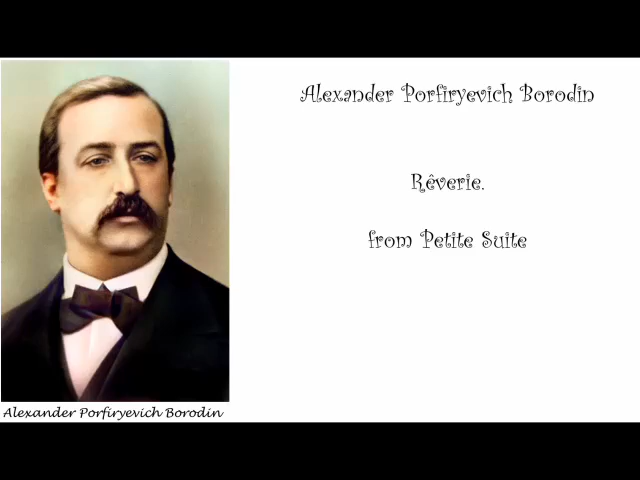 Alexander Porfiryevich Borodin
Rêverie.
from Petite Suite
Alexander Porfiryevich Borodin